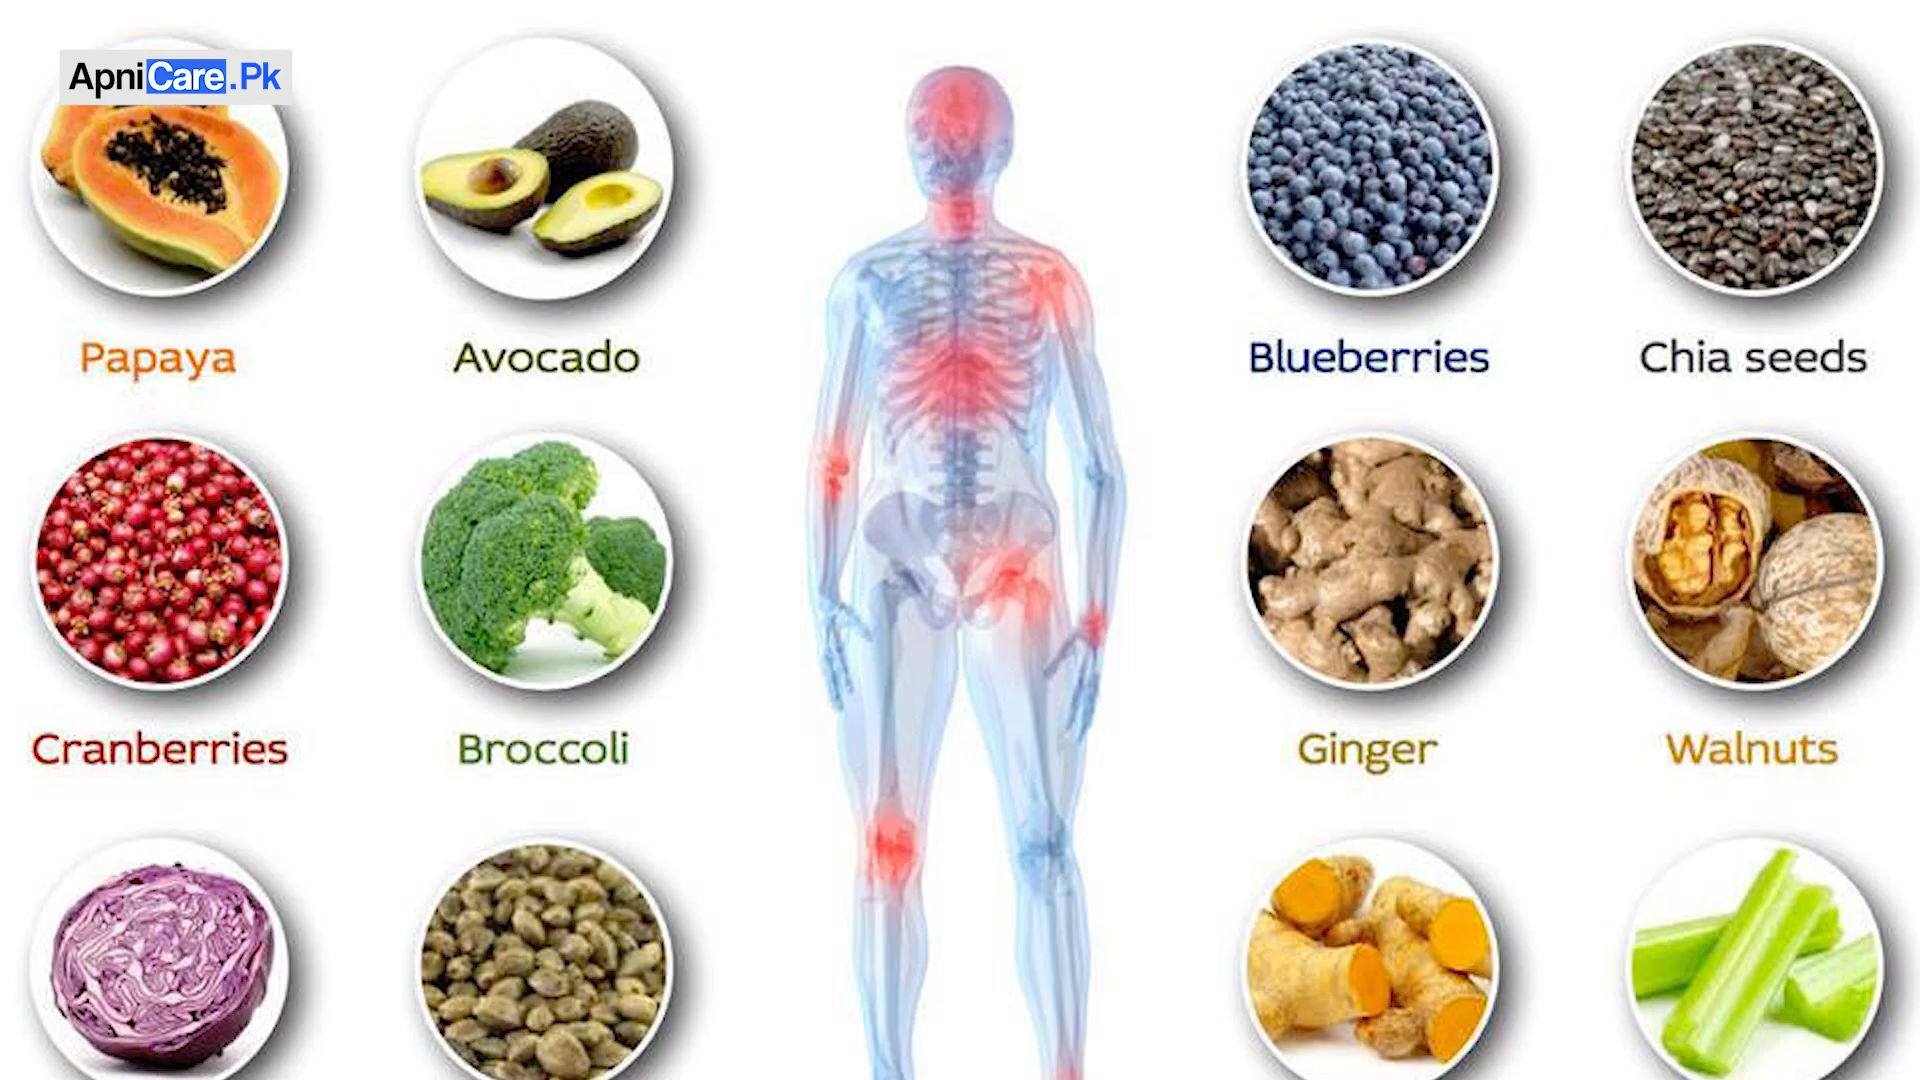 ApniCare.Pk
Papaya
Avocado
Blueberries
Chia seeds
Cranberries
Broccoli
Ginger
Walnuts